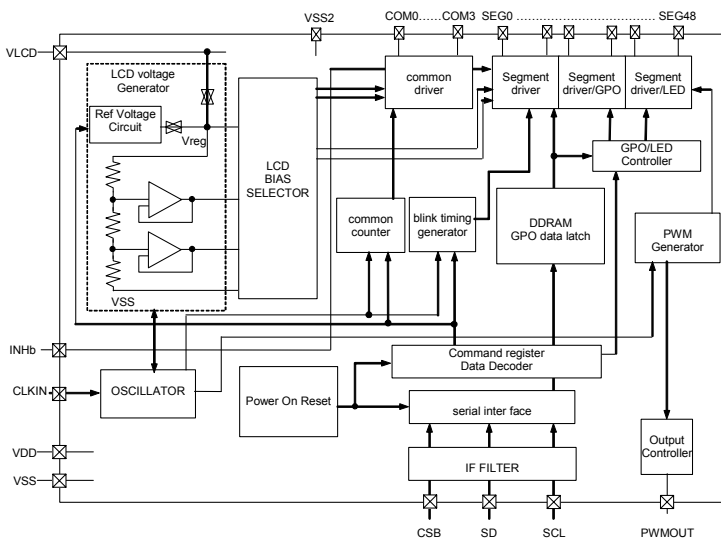 VSS2
COM0...... COM3
SEG0 ................................. SEG48
VLCD
LCD voltage
Generator
Ref Voltage
Circuit
Vreg
VSS
LCD
BIAS
SELECTOR
common
driver
Segment
driver
Segment
driver/GPO
Segment
driver/LED
GPO/LED
Controller
common
counter
blink timing
generator
DDRAM
GPO data latch
PWM
Generator
INHb
CLKIN
OSCILLATOR
Power On Reset
Command register
Data Decoder
serial inter face
IF FILTER
Output
Controller
VDD
VSS
CSB
SD
SCL
PWMOUT